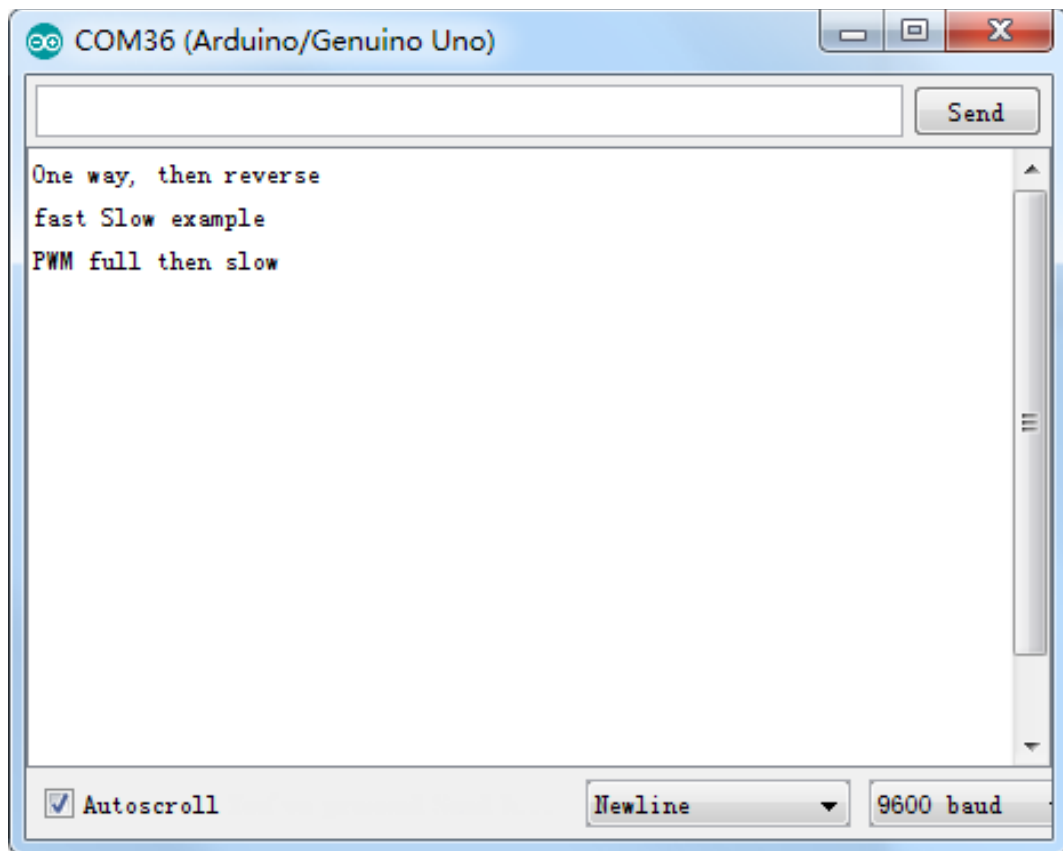 COM36 (Arduino/Genuino Uno)
Send
One way, then reverse
fast Slow example
PWM full then slow
Autoscroll
Newline
9600 baud